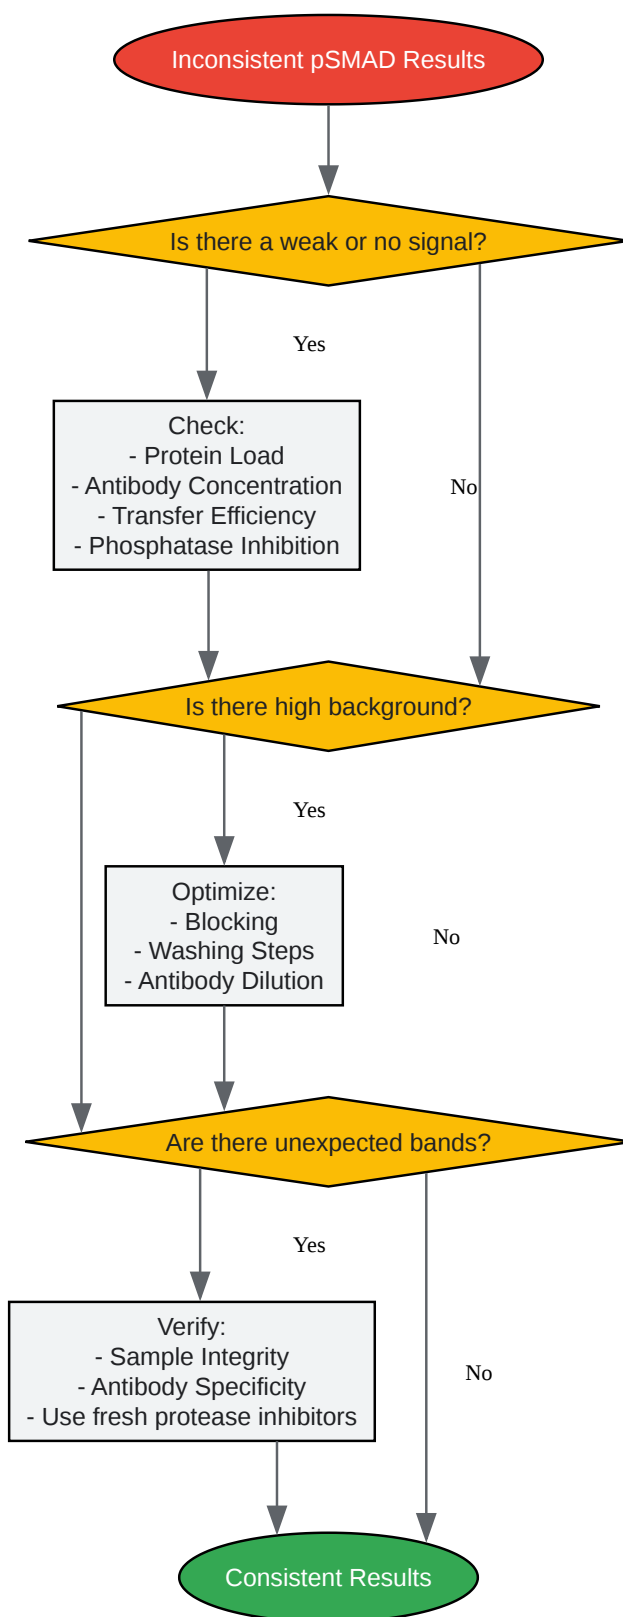 Inconsistent pSMAD Results
Is there a weak or no signal?
Yes
Check:
- Protein Load
- Antibody Concentration
- Transfer Efficiency
- Phosphatase Inhibition
No
Is there high background?
Yes
Optimize:
- Blocking
- Washing Steps
- Antibody Dilution
No
Are there unexpected bands?
Yes
Verify:
- Sample Integrity
- Antibody Specificity
- Use fresh protease inhibitors
No
Consistent Results